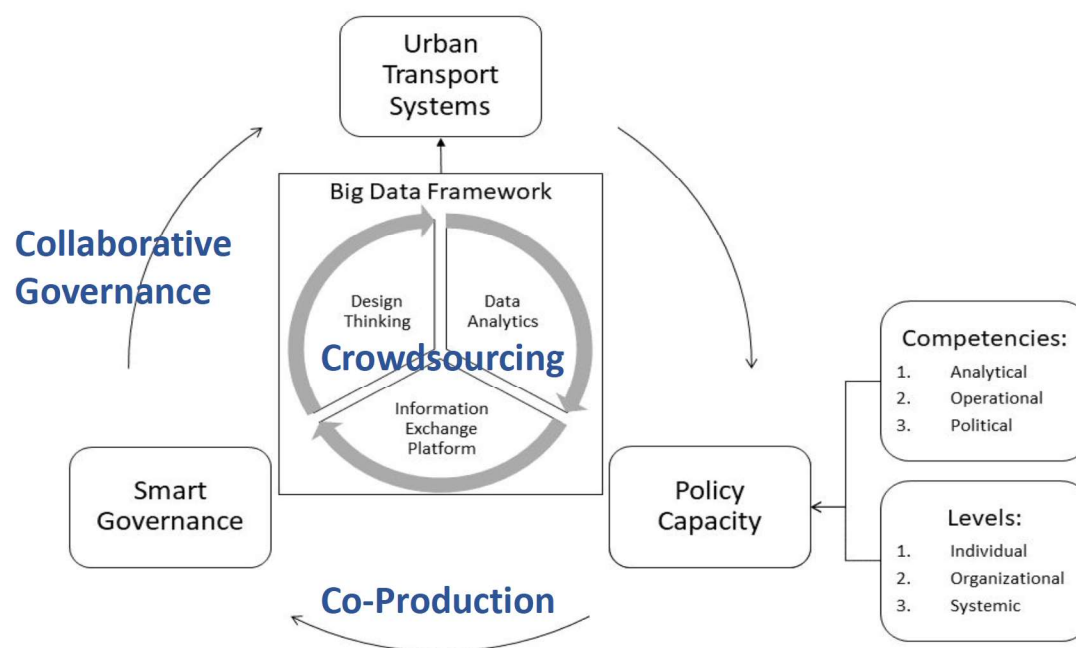 Urban
Transport
Systems
Big Data Framework
Collaborative
Governance
Design
Thinking
Data
Analytics
Crowdsourcing
Information
Exchange
Platform
Smart
Governance
Policy
Capacity
Competencies:
1. Analytical
2. Operational
3. Political
Levels:
1. Individual
2. Organizational
3. Systemic
Co-Production